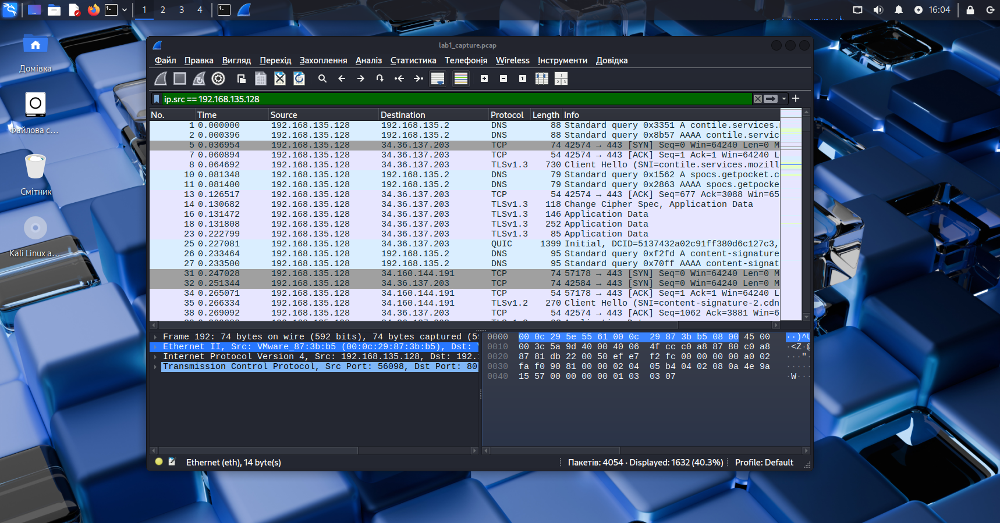 1 2 3 4 16:04
Домівка
Файлова с...
Смітник
Kali Linux a...
lab1_capture.pcap
Файл Правка Вигляд Перехід Захоплення Аналіз Статистика Телефонія Wireless Інструменти Довідка
ip.src == 192.168.135.128
No. Time Source Destination Protocol Length Info
1 0.000000 192.168.135.128 192.168.135.2 DNS 88 Standard query 0x3351 A contile.services.
2 0.000396 192.168.135.128 192.168.135.2 DNS 88 Standard query 0x8b57 AAAA contile.servic
5 0.036954 192.168.135.128 34.36.137.203 TCP 74 42574 → 443 [SYN] Seq=0 Win=64240 Len=0 M
7 0.060894 192.168.135.128 34.36.137.203 TCP 54 42574 → 443 [ACK] Seq=1 Ack=1 Win=64240 L
8 0.064692 192.168.135.128 34.36.137.203 TLSv1.3 730 Client Hello (SNI=contile.services.mozill
10 0.081348 192.168.135.128 192.168.135.2 DNS 79 Standard query 0x1562 A spocs.getpocket.c
11 0.081400 192.168.135.128 192.168.135.2 DNS 79 Standard query 0x2863 AAAA spocs.getpocke
13 0.126517 192.168.135.128 34.36.137.203 TCP 54 42574 → 443 [ACK] Seq=677 Ack=3088 Win=65
14 0.130682 192.168.135.128 34.36.137.203 TLSv1.3 118 Change Cipher Spec, Application Data
16 0.131472 192.168.135.128 34.36.137.203 TLSv1.3 146 Application Data
18 0.131808 192.168.135.128 34.36.137.203 TLSv1.3 252 Application Data
23 0.222799 192.168.135.128 34.36.137.203 TLSv1.3 85 Application Data
25 0.227081 192.168.135.128 34.36.137.203 QUIC 1399 Initial, DCID=5137432a02c91ff380d6c127c3,
26 0.233464 192.168.135.128 192.168.135.2 DNS 95 Standard query 0xf2fd A content-signature
27 0.233500 192.168.135.128 192.168.135.2 DNS 95 Standard query 0x70ff AAAA content-signat
31 0.247028 192.168.135.128 34.160.144.191 TCP 74 57178 → 443 [SYN] Seq=0 Win=64240 Len=0 M
32 0.251344 192.168.135.128 34.36.137.203 TCP 74 42584 → 443 [SYN] Seq=0 Win=64240 Len=0 M
34 0.265071 192.168.135.128 34.160.144.191 TCP 54 57178 → 443 [ACK] Seq=1 Ack=1 Win=64240 L
35 0.266334 192.168.135.128 34.160.144.191 TLSv1.2 270 Client Hello (SNI=content-signature-2.cdn
38 0.269092 192.168.135.128 34.36.137.203 TCP 54 42574 → 443 [ACK] Seq=1062 Ack=3881 Win=6
Frame 192: 74 bytes on wire (592 bits), 74 bytes captured (59
Ethernet II, Src: VMware_87:3b:b5 (00:0c:29:87:3b:b5), Dst:
Internet Protocol Version 4, Src: 192.168.135.128, Dst: 192.
Transmission Control Protocol, Src Port: 56098, Dst Port: 80
0000 00 0c 29 5e 55 61 00 0c 29 87 3b b5 08 00 45 00 ··)^U
0010 00 3c 5a 9d 40 00 40 06 4f cc c0 a8 87 80 c0 a8 ·<Z·@
0020 87 81 db 22 00 50 ef e7 f2 fc 00 00 00 00 a0 02 ···"·
0030 fa f0 90 81 00 00 02 04 05 b4 04 02 08 0a 4e 9a ·····
0040 15 57 00 00 00 00 01 03 03 07 ·W···
Ethernet (eth), 14 byte(s) Пакетів: 4054 · Displayed: 1632 (40.3%) Profile: Default